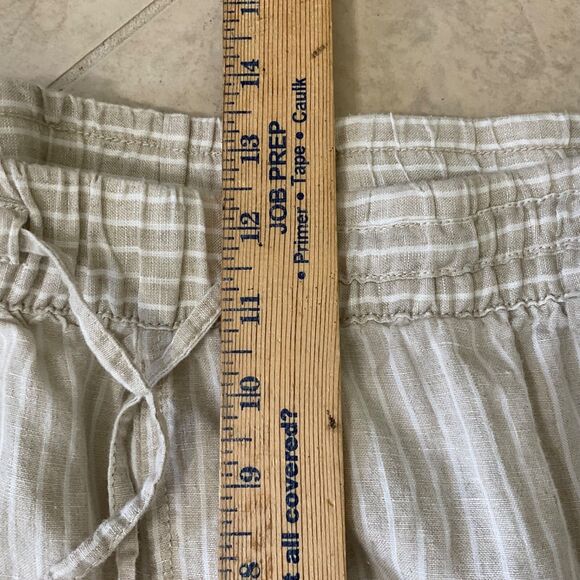 14
13
12
11
10
9
8
JOB PREP
• Primer • Tape • Caulk
t all covered?